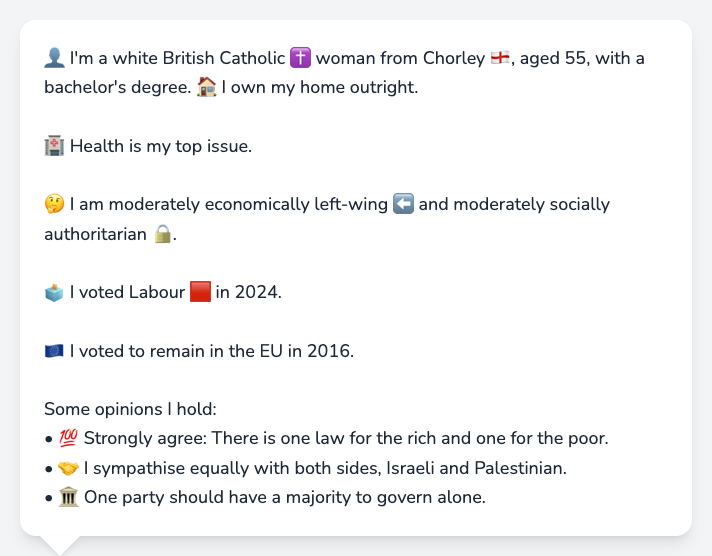 👤 I'm a white British Catholic ✝️ woman from Chorley 🏴󠁧󠁢󠁥󠁮󠁧󠁿, aged 55, with a
bachelor's degree. 🏠 I own my home outright.
🏥 Health is my top issue.
🤔 I am moderately economically left-wing ⬅️ and moderately socially
authoritarian 🔒.
🗳️ I voted Labour 🟥 in 2024.
🇪🇺 I voted to remain in the EU in 2016.
Some opinions I hold:
• 💯 Strongly agree: There is one law for the rich and one for the poor.
• 🤝 I sympathise equally with both sides, Israeli and Palestinian.
• 🏛️ One party should have a majority to govern alone.